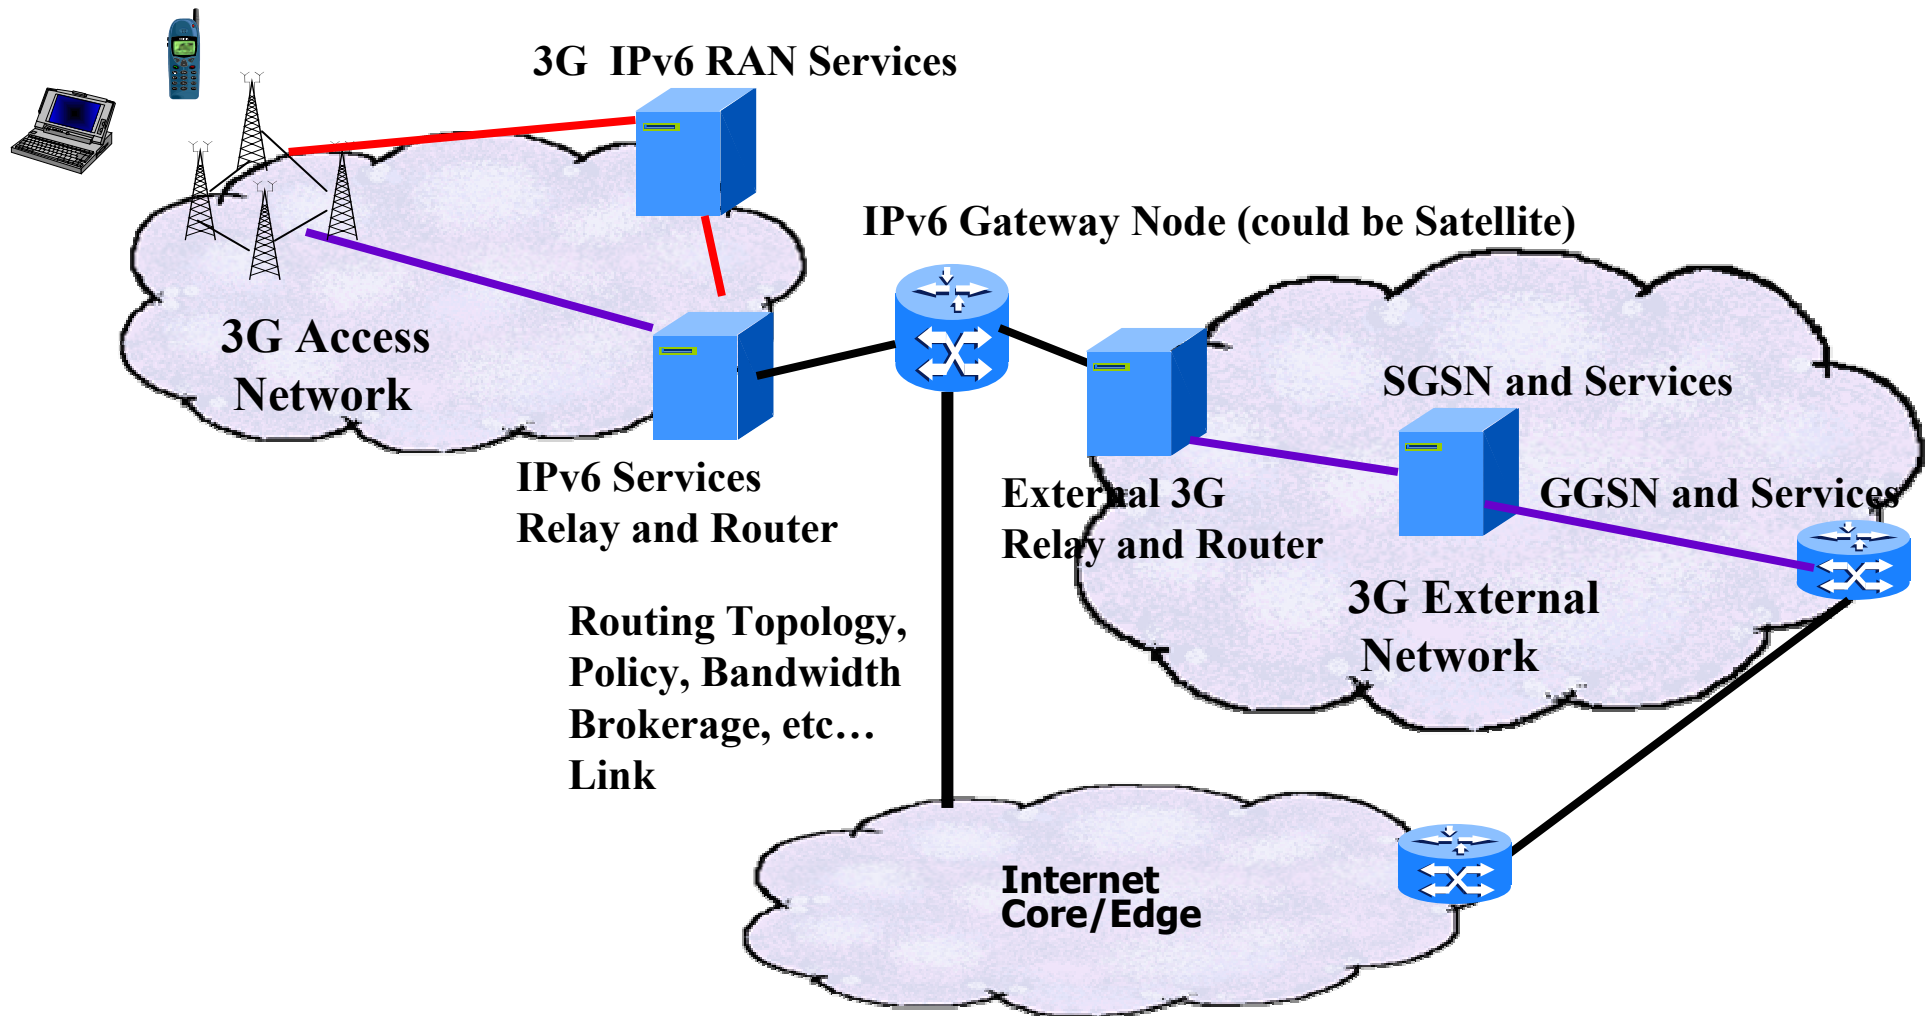 3G IPv6 RAN Services
IPv6 Gateway Node (could be Satellite)
3G Access
Network
SGSN and Services
IPv6 Services
Relay and Router
External 3G
Relay and Router
GGSN and Services
3G External
Network
Routing Topology,
Policy, Bandwidth
Brokerage, etc…
Link
Internet
Core/Edge